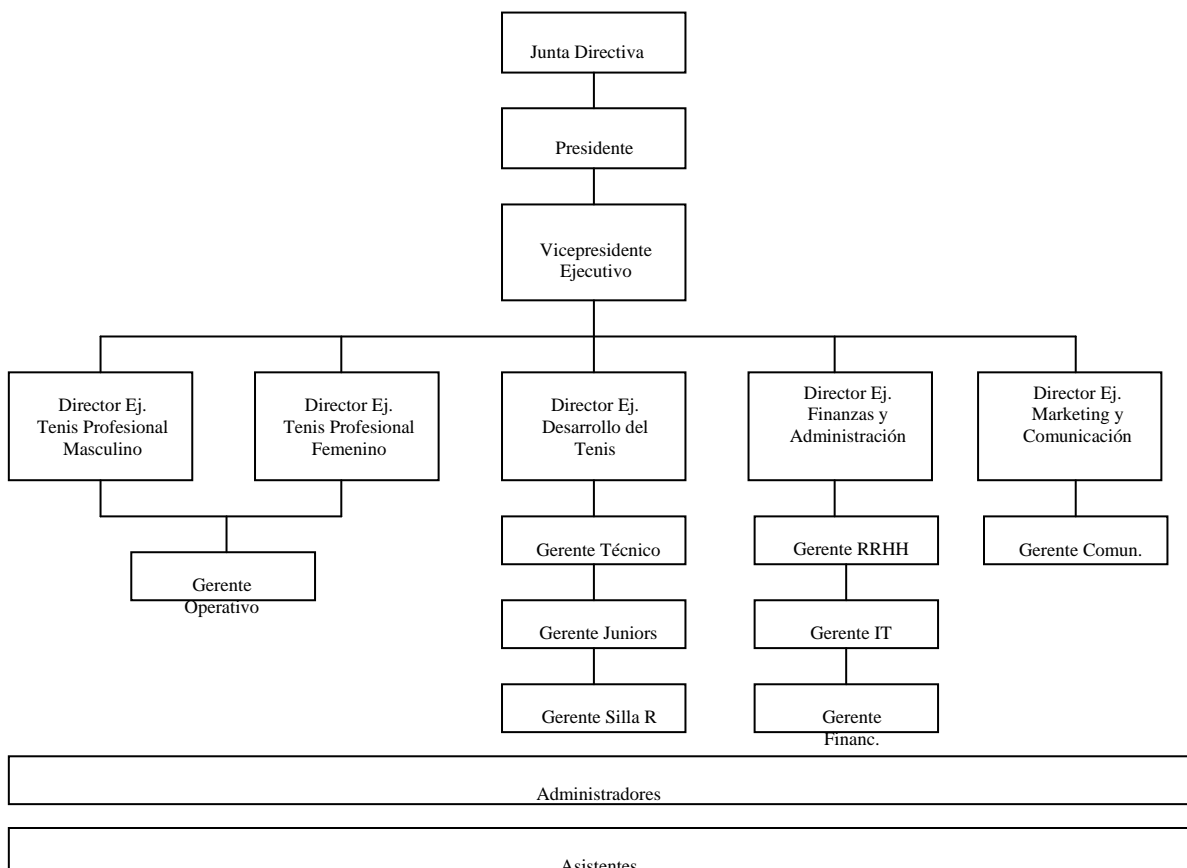 Junta Directiva
Presidente
Vicepresidente
Ejecutivo
Director Ej.
Tenis Profesional
Masculino
Director Ej.
Tenis Profesional
Femenino
Director Ej.
Desarrollo del
Tenis
Director Ej.
Finanzas y
Administración
Director Ej.
Marketing y
Comunicación
Gerente
Operativo
Gerente Técnico
Gerente Juniors
Gerente Silla R
Gerente RRHH
Gerente IT
Gerente
Financ.
Gerente Comun.
Administradores
Asistentes